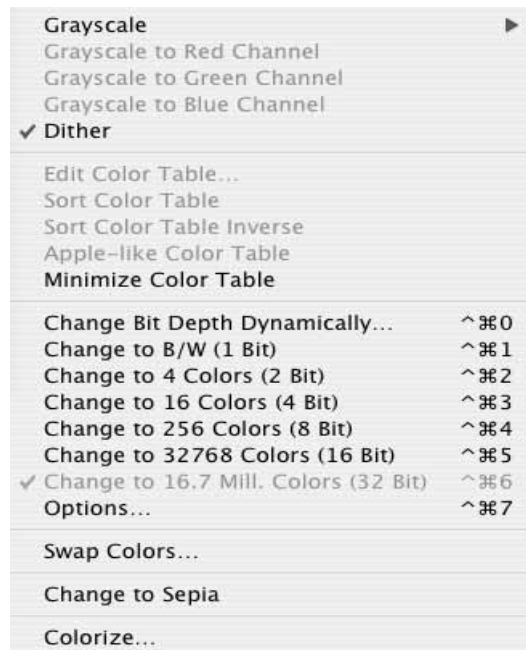 Grayscale ▶
Grayscale to Red Channel
Grayscale to Green Channel
Grayscale to Blue Channel
✓ Dither
Edit Color Table...
Sort Color Table
Sort Color Table Inverse
Apple-like Color Table
Minimize Color Table
Change Bit Depth Dynamically... ^⌘0
Change to B/W (1 Bit) ^⌘1
Change to 4 Colors (2 Bit) ^⌘2
Change to 16 Colors (4 Bit) ^⌘3
Change to 256 Colors (8 Bit) ^⌘4
Change to 32768 Colors (16 Bit) ^⌘5
✓ Change to 16.7 Mill. Colors (32 Bit) ^⌘6
Options... ^⌘7
Swap Colors...
Change to Sepia
Colorize...